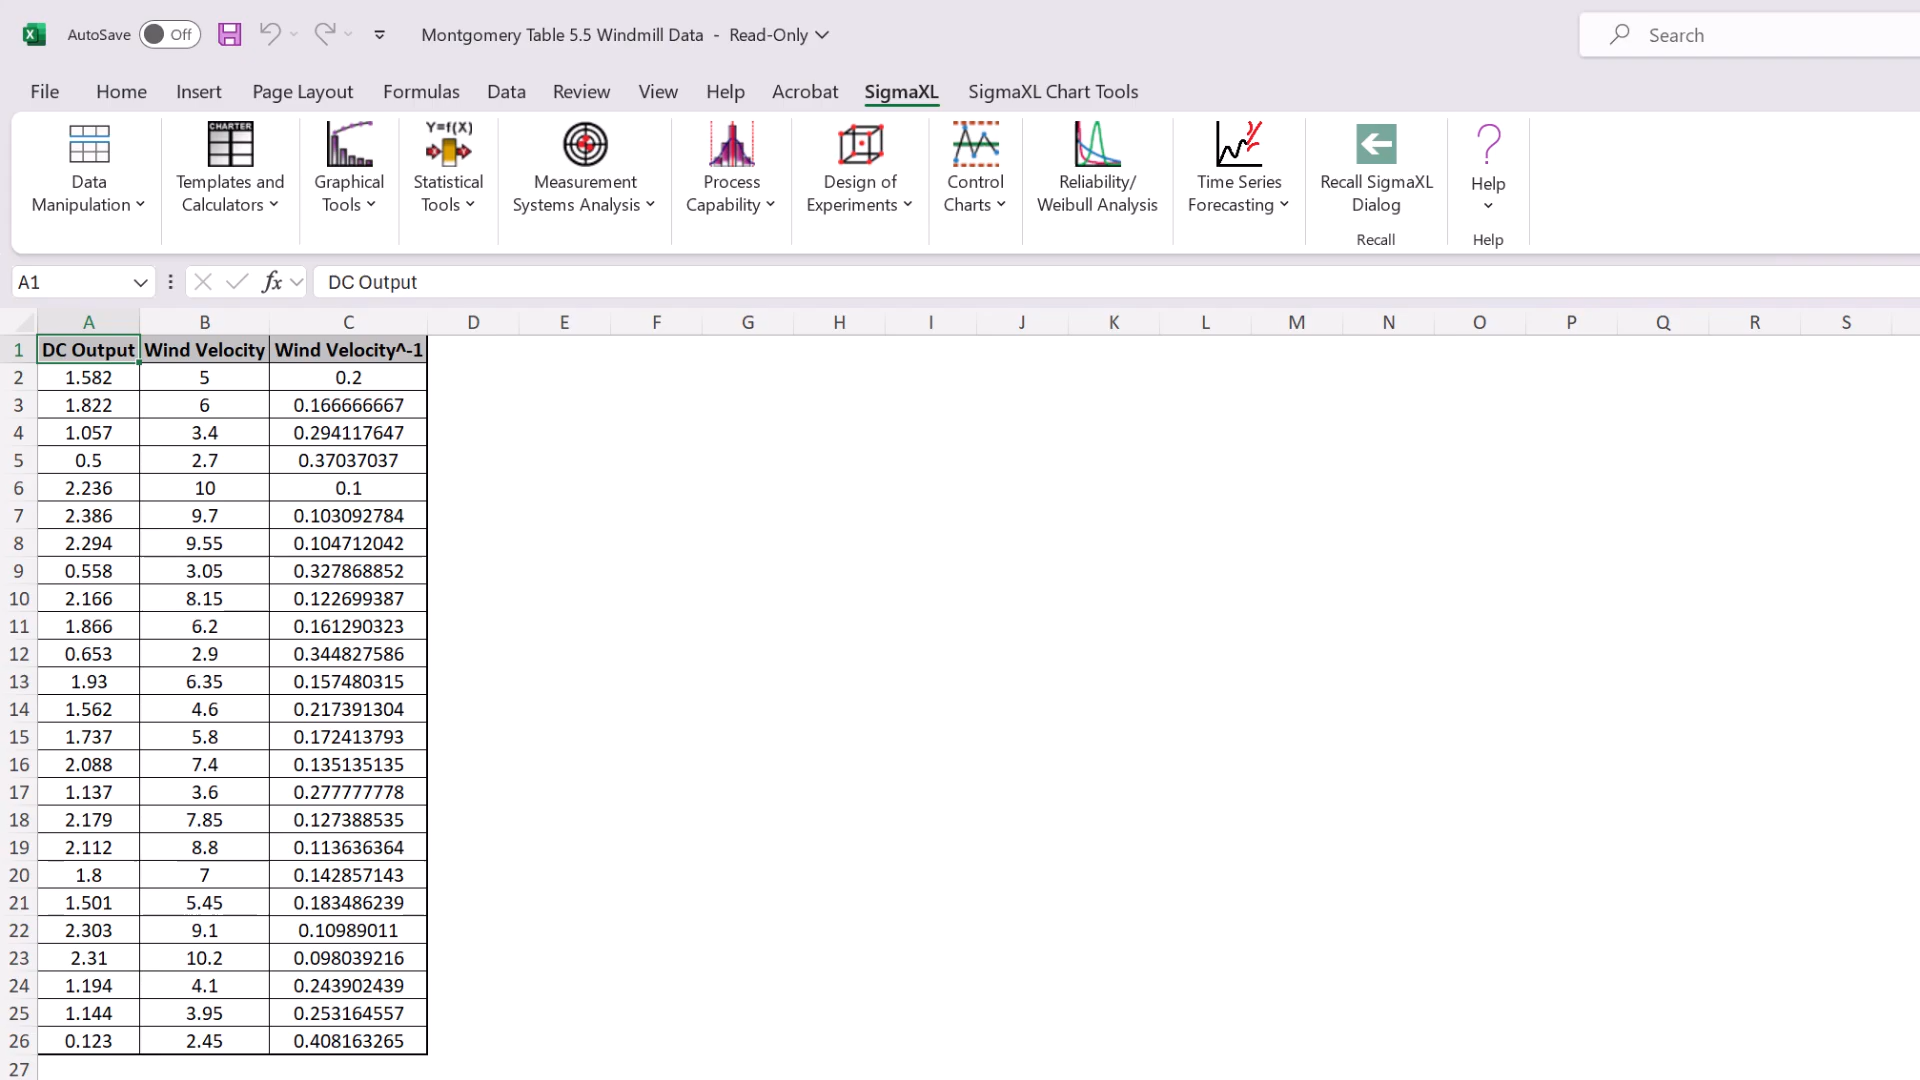 AutoSave Off Montgomery Table 5.5 Windmill Data - Read-Only Search
File Home Insert Page Layout Formulas Data Review View Help Acrobat SigmaXL SigmaXL Chart Tools
CHARTER Y=f(X)
Data Templates and Graphical Statistical Measurement Process Design of Control Reliability/ Time Series Recall SigmaXL Help
Manipulation Calculators Tools Tools Systems Analysis Capability Experiments Charts Weibull Analysis Forecasting Dialog
Recall Help
A1 fx DC Output
A B C D E F G H I J K L M N O P Q R S
1 DC Output Wind Velocity Wind Velocity^-1
2 1.582 5 0.2
3 1.822 6 0.166666667
4 1.057 3.4 0.294117647
5 0.5 2.7 0.37037037
6 2.236 10 0.1
7 2.386 9.7 0.103092784
8 2.294 9.55 0.104712042
9 0.558 3.05 0.327868852
10 2.166 8.15 0.122699387
11 1.866 6.2 0.161290323
12 0.653 2.9 0.344827586
13 1.93 6.35 0.157480315
14 1.562 4.6 0.217391304
15 1.737 5.8 0.172413793
16 2.088 7.4 0.135135135
17 1.137 3.6 0.277777778
18 2.179 7.85 0.127388535
19 2.112 8.8 0.113636364
20 1.8 7 0.142857143
21 1.501 5.45 0.183486239
22 2.303 9.1 0.10989011
23 2.31 10.2 0.098039216
24 1.194 4.1 0.243902439
25 1.144 3.95 0.253164557
26 0.123 2.45 0.408163265
27